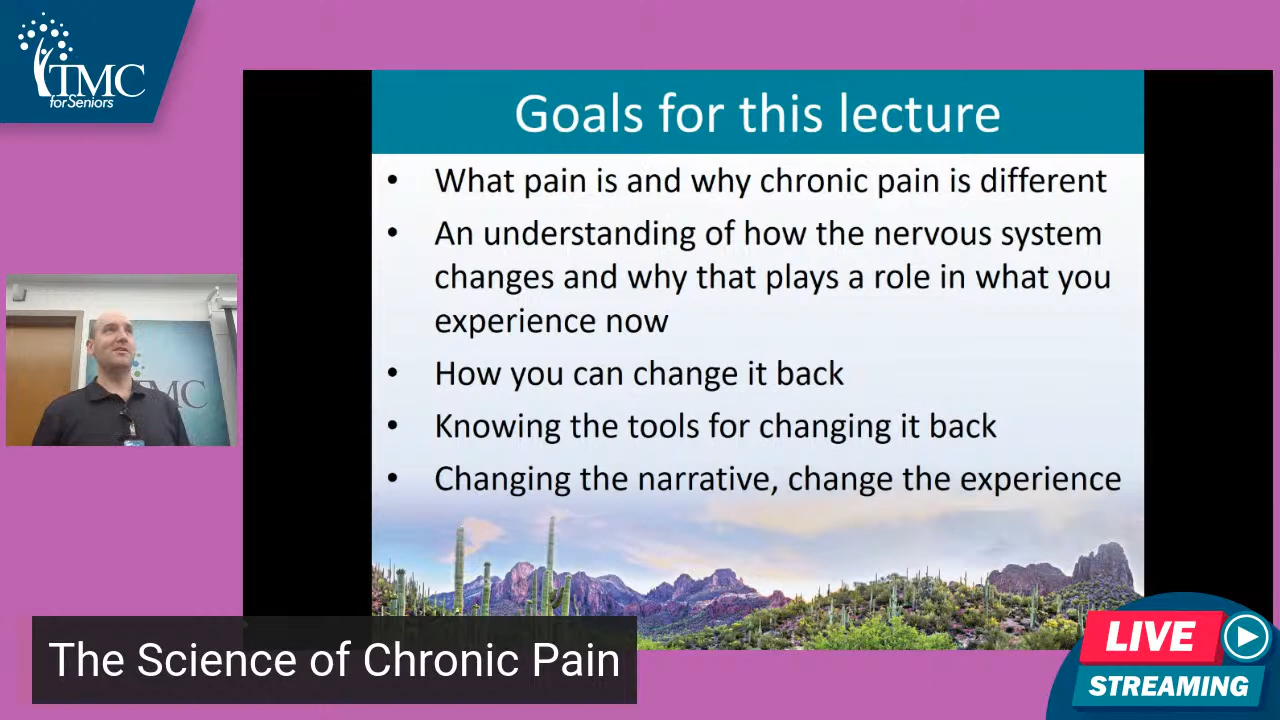 TMC
for Seniors
Goals for this lecture
• What pain is and why chronic pain is different
• An understanding of how the nervous system
changes and why that plays a role in what you
experience now
• How you can change it back
• Knowing the tools for changing it back
• Changing the narrative, change the experience
TMC
The Science of Chronic Pain
LIVE
STREAMING